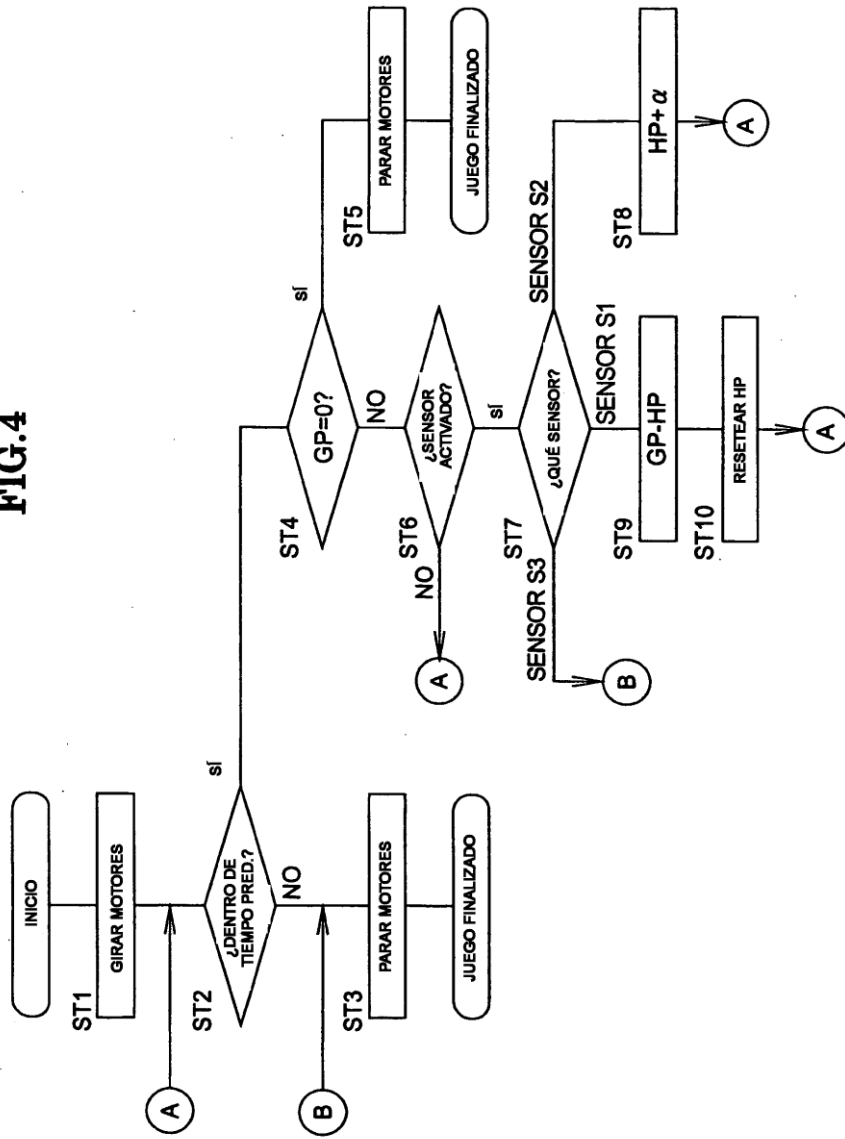 FIG.4
INICIO
ST1
GIRAR MOTORES
A
ST2
¿DENTRO DE
TIEMPO PRED.?
sí
NO
B
ST3
PARAR MOTORES
JUEGO FINALIZADO
ST4
GP=0?
sí
NO
ST5
PARAR MOTORES
JUEGO FINALIZADO
ST6
¿SENSOR
ACTIVADO?
NO
A
sí
ST7
¿QUÉ SENSOR?
SENSOR S3
B
SENSOR S1
SENSOR S2
ST9
GP-HP
ST10
RESETEAR HP
A
ST8
HP+α
A